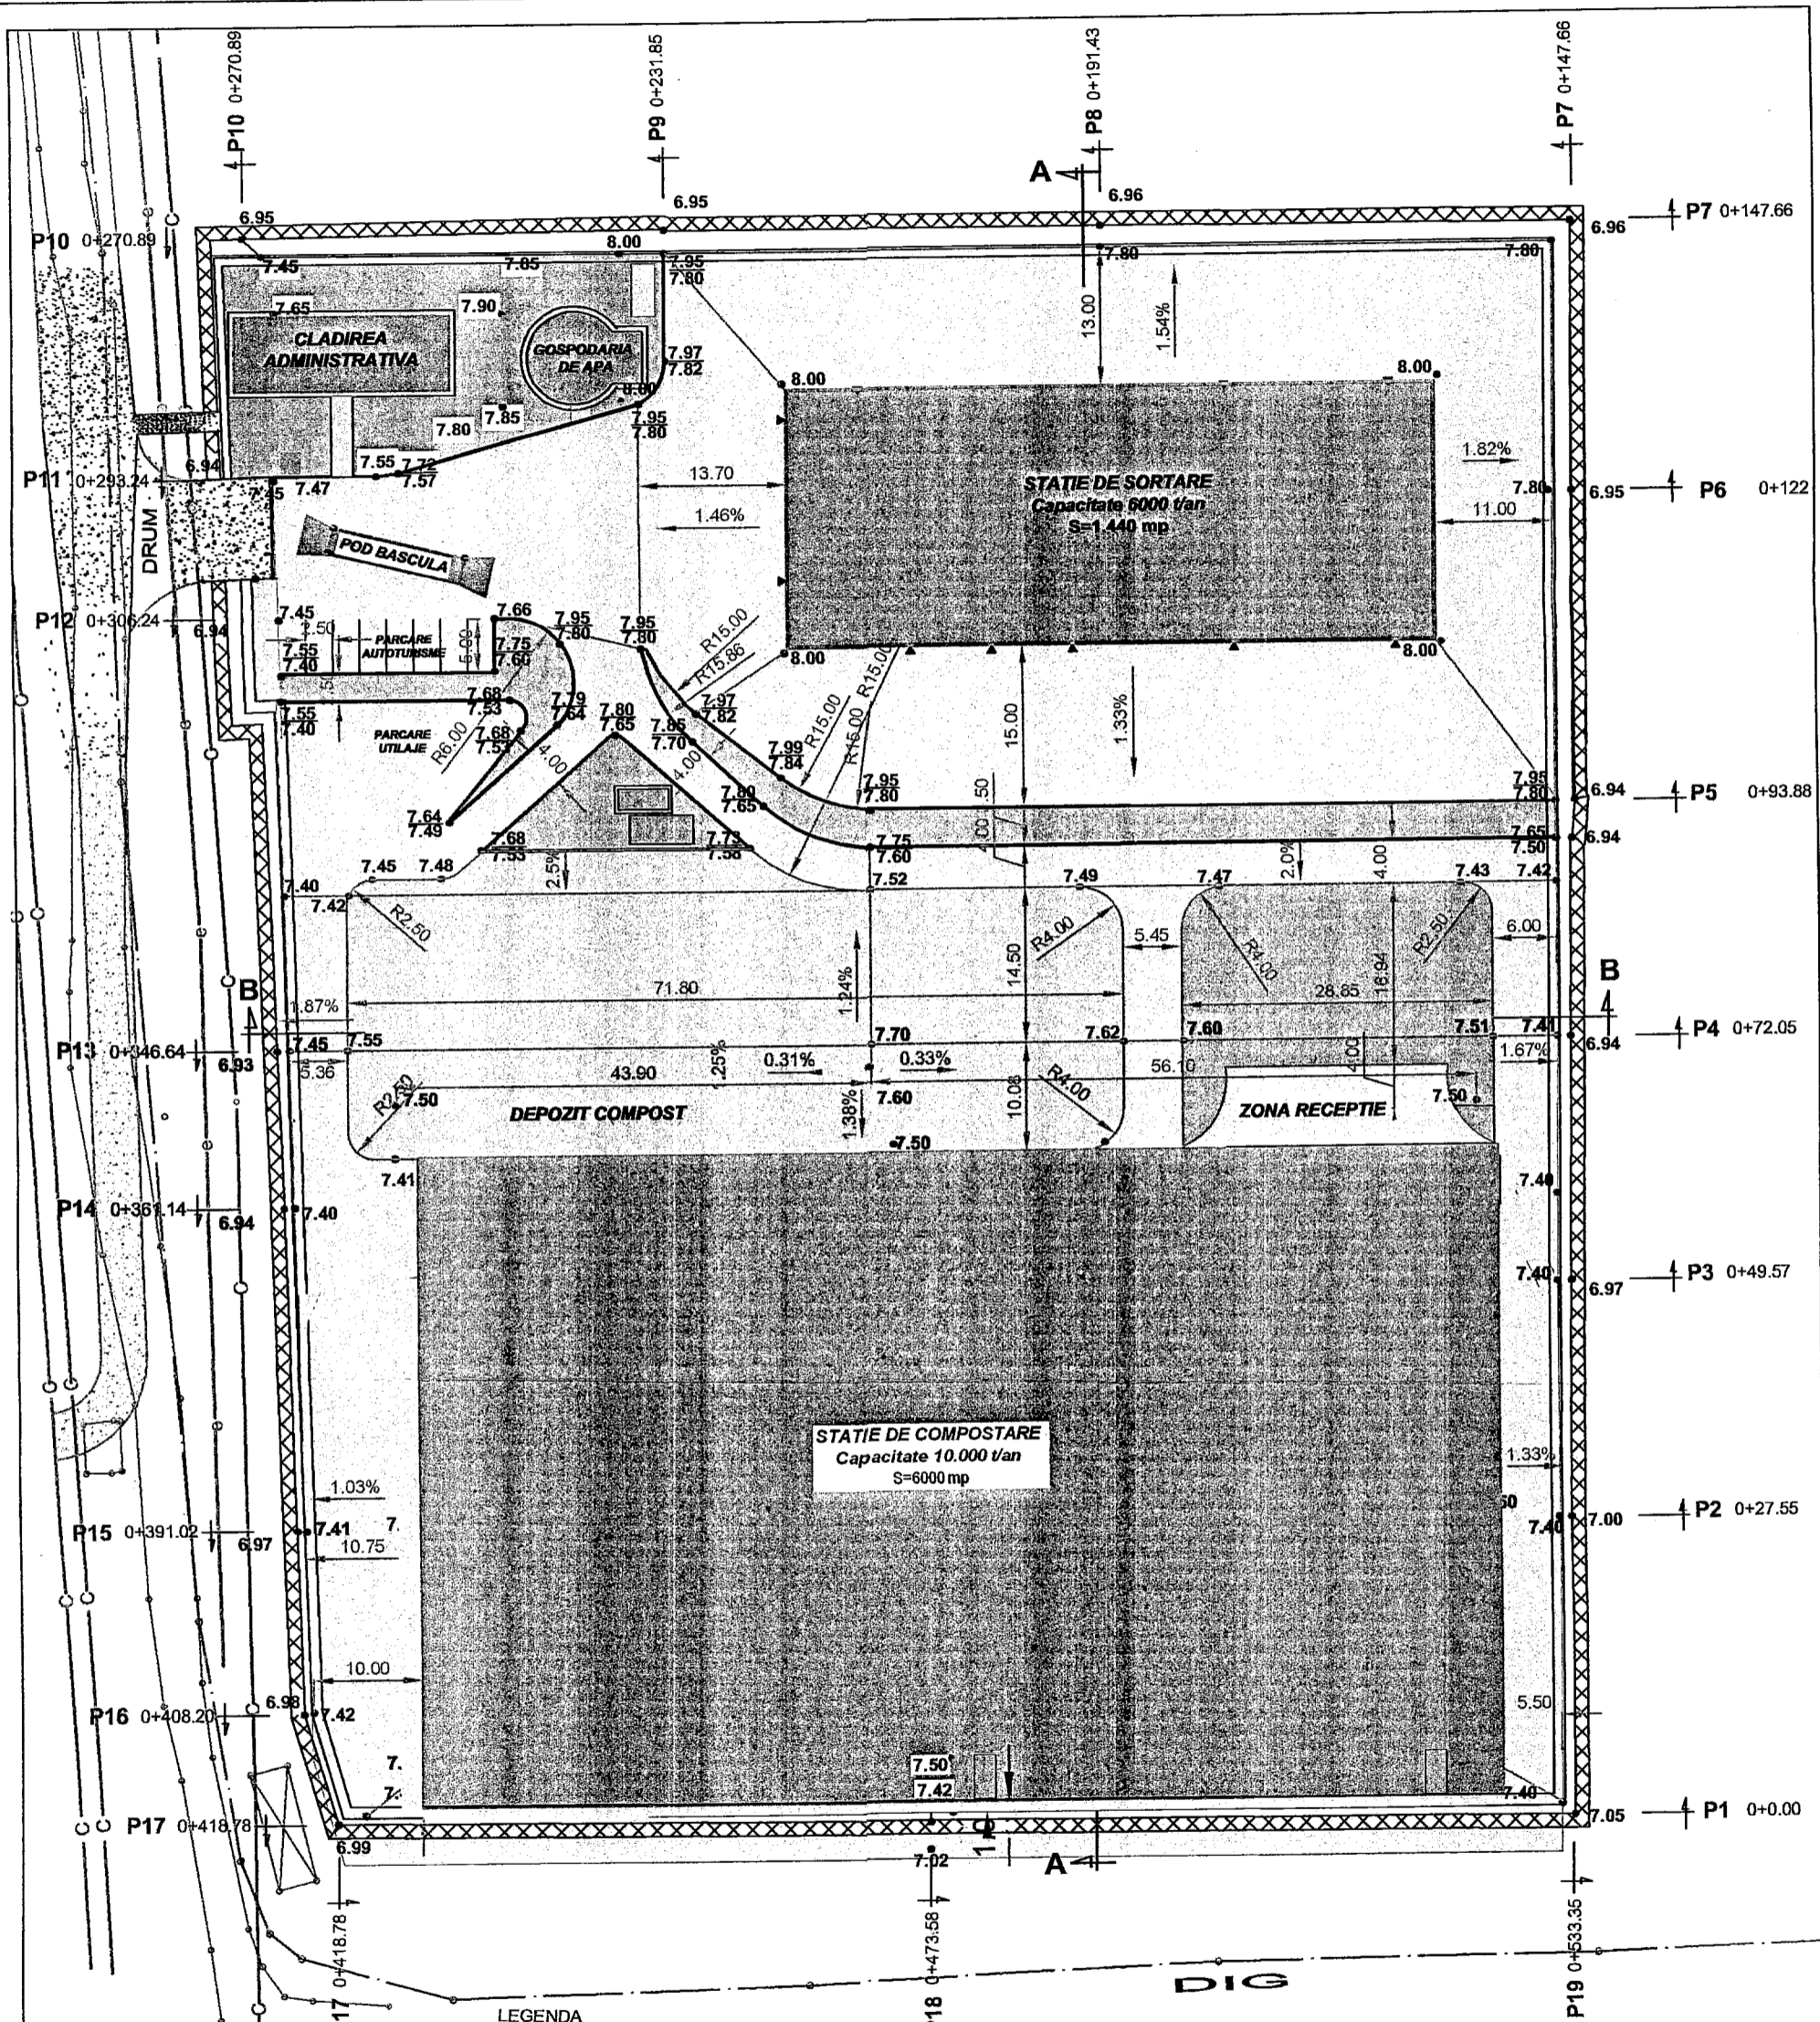 P10 0+270.89
P9 0+231.85
P8 0+191.43
P7 0+147.66
A
6.95
6.95
6.96
6.96
P7 0+147.66
P10 0+270.89
7.45
7.85
8.00
7.95
7.80
7.80
7.80
7.65
7.90
13.00
1.54%
CLADIREA
ADMINISTRATIVA
GOSPODARIA
DE APA
7.97
7.82
8.00
8.00
8.00
7.85
7.80
7.95
7.80
7.55
7.72
7.57
6.94
P11 0+293.24
7.45
7.47
13.70
1.46%
STATIE DE SORTARE
Capacitate 6000 t/an
S=1.440 mp
1.82%
7.80
11.00
6.95
P6 0+122
DRUM
POD BASCULA
P12 0+306.24
6.94
7.45
PARCARE
AUTOTURISME
5.00
7.66
7.75
7.60
7.95
7.80
7.95
7.80
R15.00
R15.86
8.00
R15.00
8.00
7.55
7.40
7.68
7.53
7.55
7.40
PARCARE
UTILAJE
7.68
7.53
R6.00
4.00
7.79
7.64
7.80
7.65
7.85
7.70
4.00
7.97
7.82
7.99
7.84
R15.00
R15.00
15.00
1.33%
7.95
7.80
7.95
7.80
6.94
P5 0+93.88
7.64
7.49
7.80
7.65
7.68
7.53
7.73
7.58
7.75
7.60
4.00
7.65
7.50
6.94
7.45
7.48
2.5%
7.52
7.49
7.47
2.0%
4.00
7.43
7.42
7.40
7.42
R2.50
R4.00
5.45
R4.00
16.94
R2.50
6.00
14.50
1.24%
B
71.80
28.85
B
1.87%
P13 0+346.64
6.93
7.45
7.55
5.36
7.70
7.62
7.60
7.51
7.41
6.94
P4 0+72.05
1.67%
43.90
0.31%
0.33%
56.10
4.00
R2.50
7.50
DEPOZIT COMPOST
1.38%
7.60
10.08
R4.00
ZONA RECEPTIE
7.50
7.50
7.41
7.40
P14 0+361.14
6.94
7.40
7.40
6.97
P3 0+49.57
STATIE DE COMPOSTARE
Capacitate 10.000 t/an
S=6000 mp
1.33%
1.03%
P15 0+391.02
6.97
7.41
7.
10.75
7.40
7.00
P2 0+27.55
10.00
5.50
6.98
P16 0+408.20
7.42
7.
7.
7.50
7.42
7.40
P17 0+418.78
6.99
7.02
A
7.05
P1 0+0.00
17 0+418.78
18 0+473.58
P19 0+533.35
DIG
LEGENDA